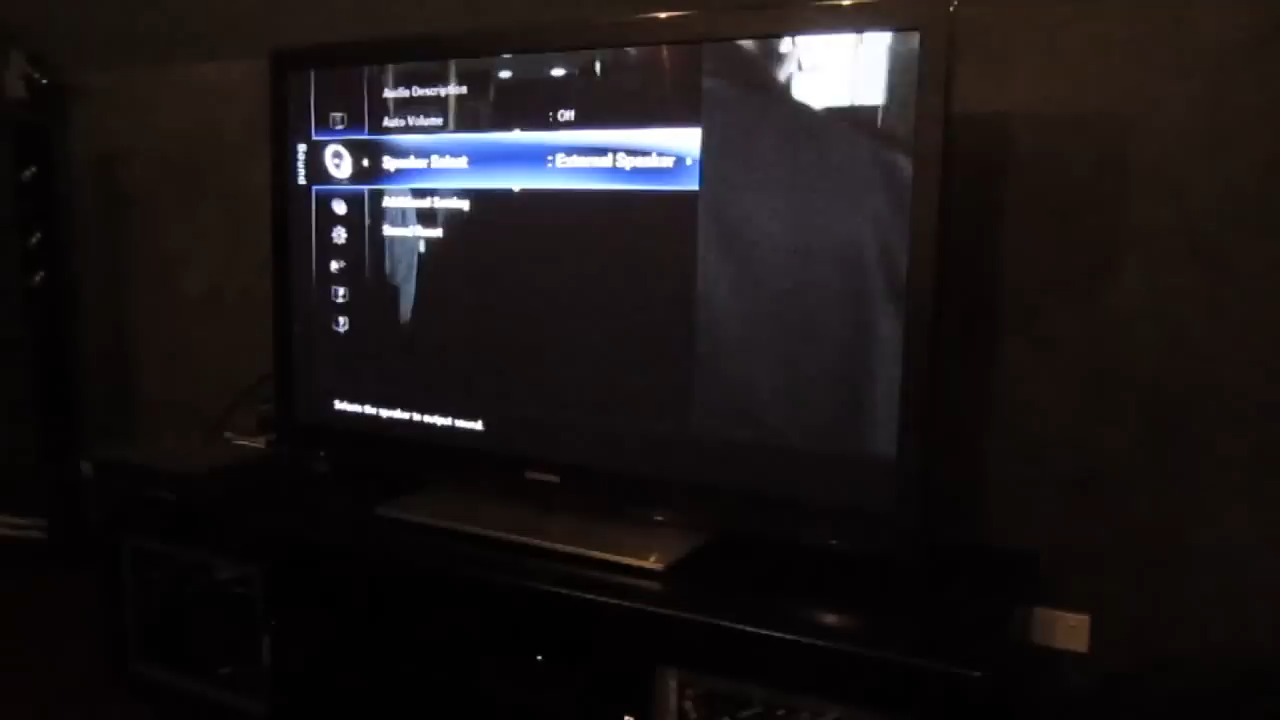 Audio Description
Auto Volume : Off
Sound
Speaker Select : External Speaker
Additional Setting
Sound Reset
Selects the speaker to output sound.